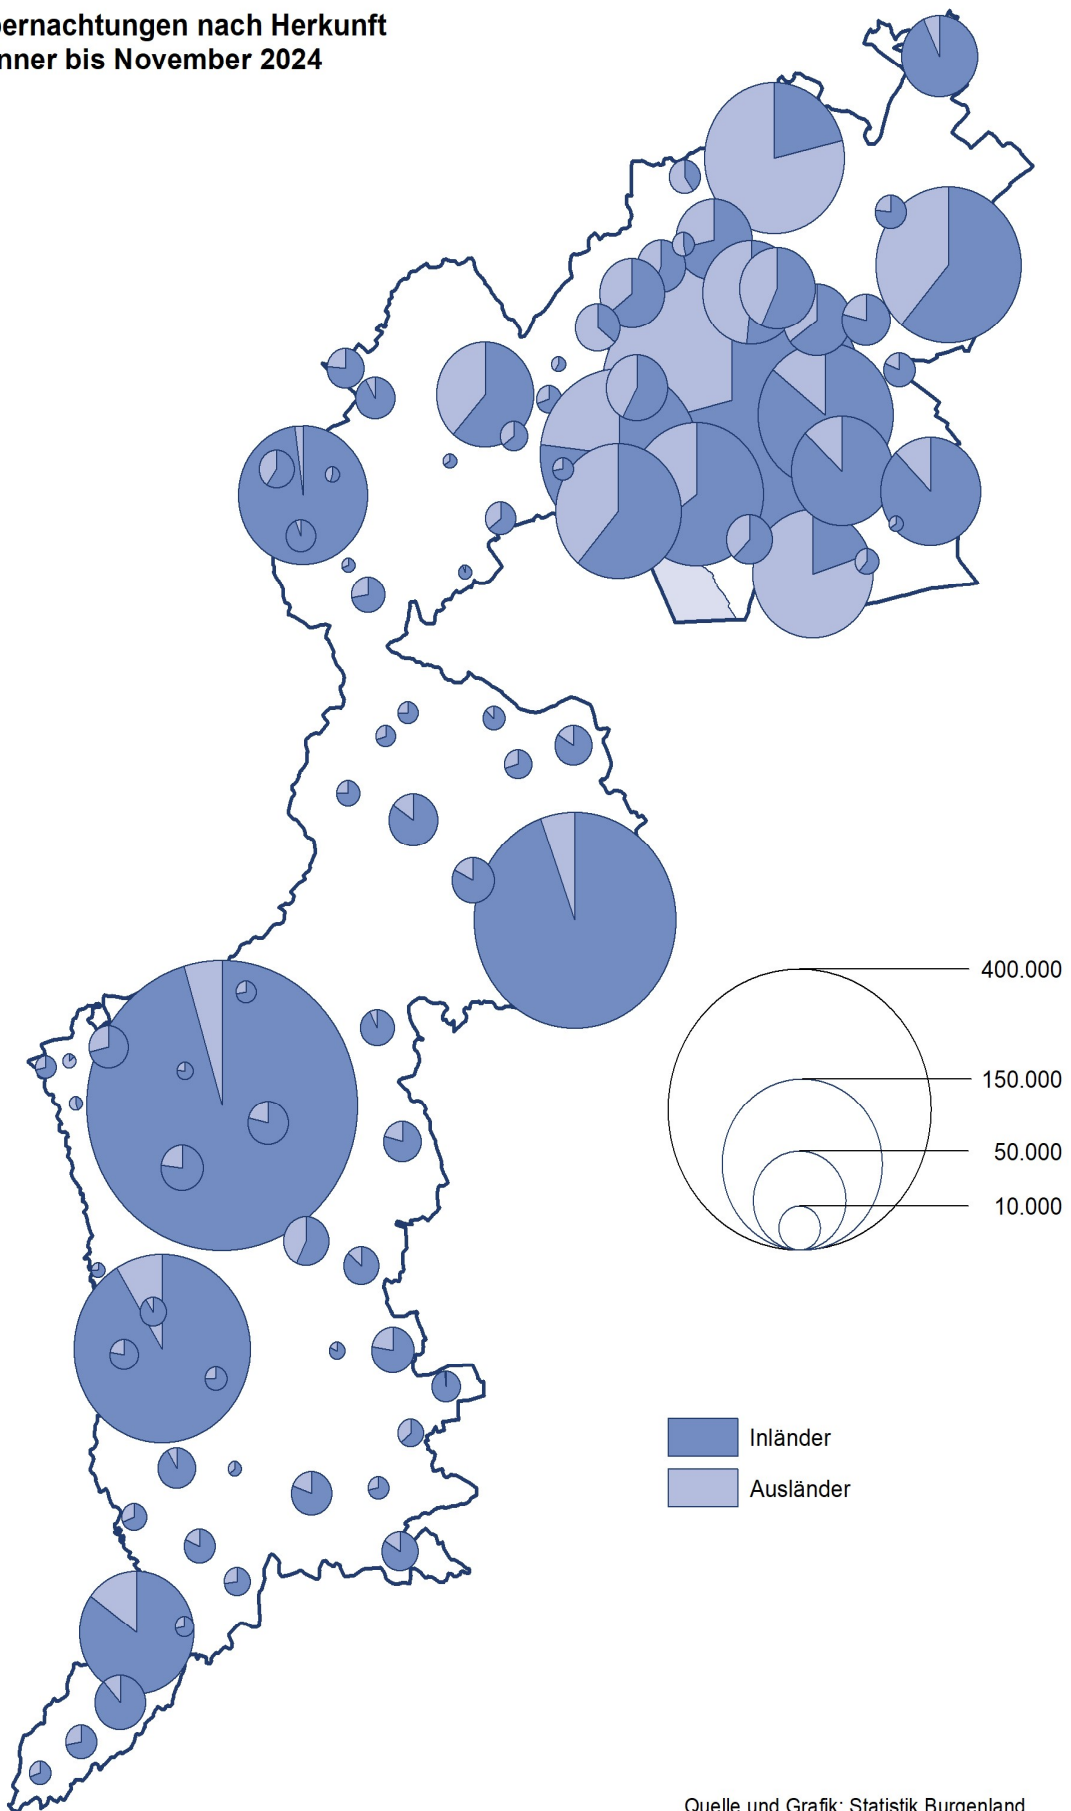 bernachtungen nach Herkunft
nner bis November 2024
400.000
150.000
50.000
10.000
Inländer
Ausländer
Quelle und Grafik: Statistik Burgenland